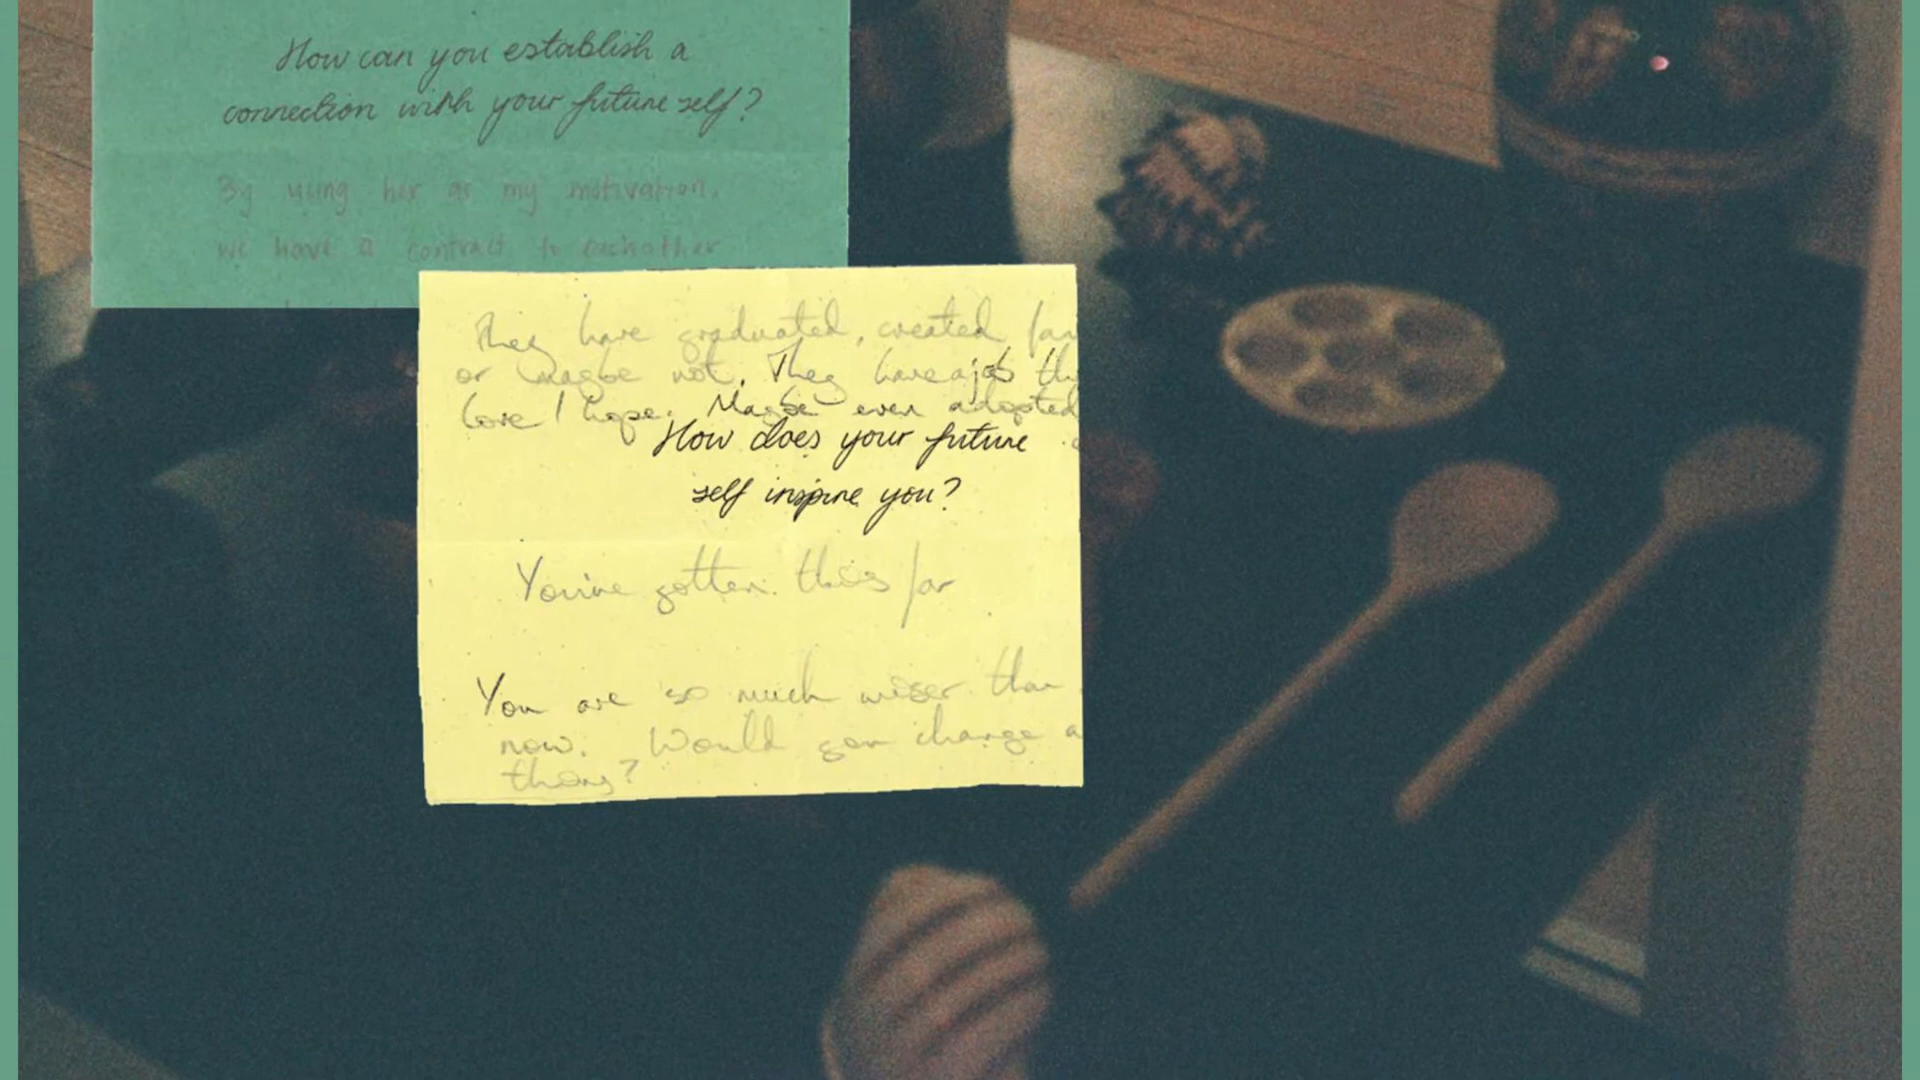 How can you establish a
connection with your future self?
By using her as my motivation.
we have a contract to eachother
They have graduated, created
or maybe not. They have a job
love I hope. Maybe even adopted
How does your future
self inspire you?
You've gotten this far
You are so much wiser than
now. Would you change a
thing?